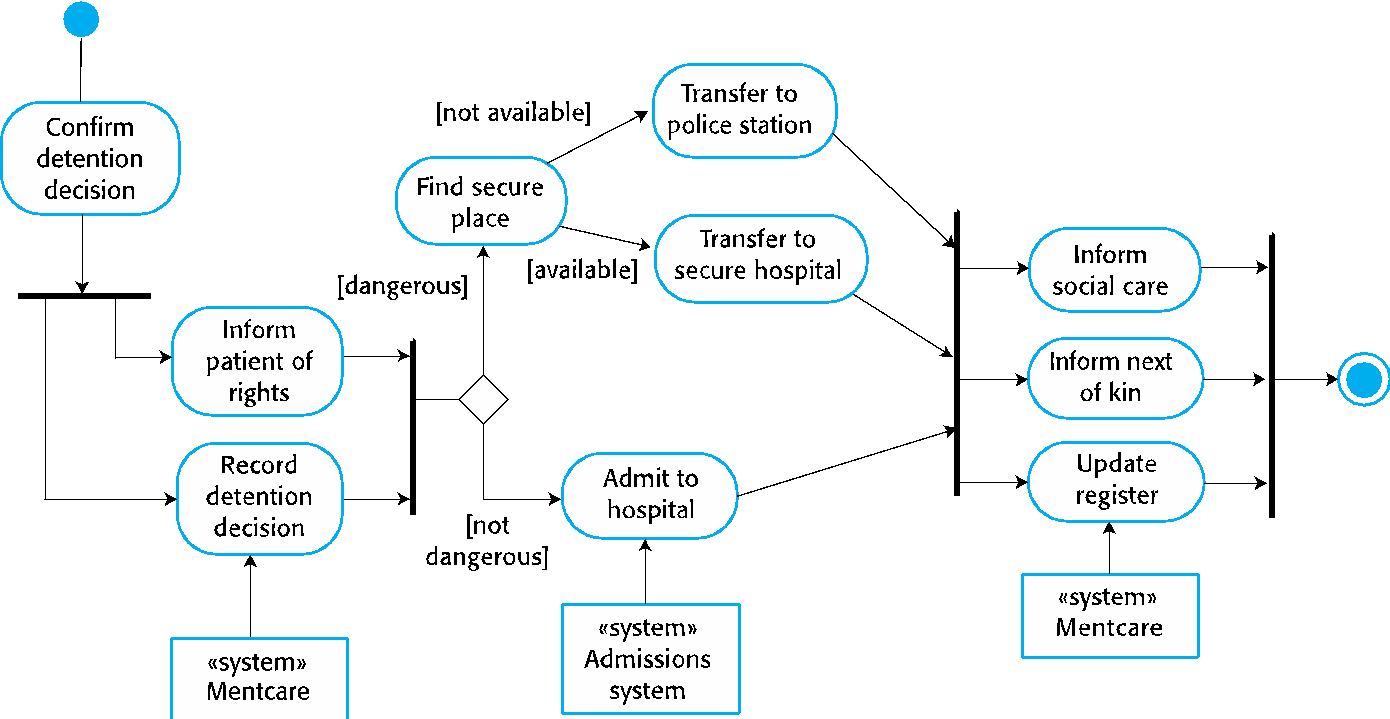 Confirm
detention
decision
Inform
patient of
rights
Record
detention
decision
«system»
Mentcare
[dangerous]
[not
dangerous]
Find secure
place
[not available]
[available]
Transfer to
police station
Transfer to
secure hospital
Admit to
hospital
«system»
Admissions
system
Inform
social care
Inform next
of kin
Update
register
«system»
Mentcare